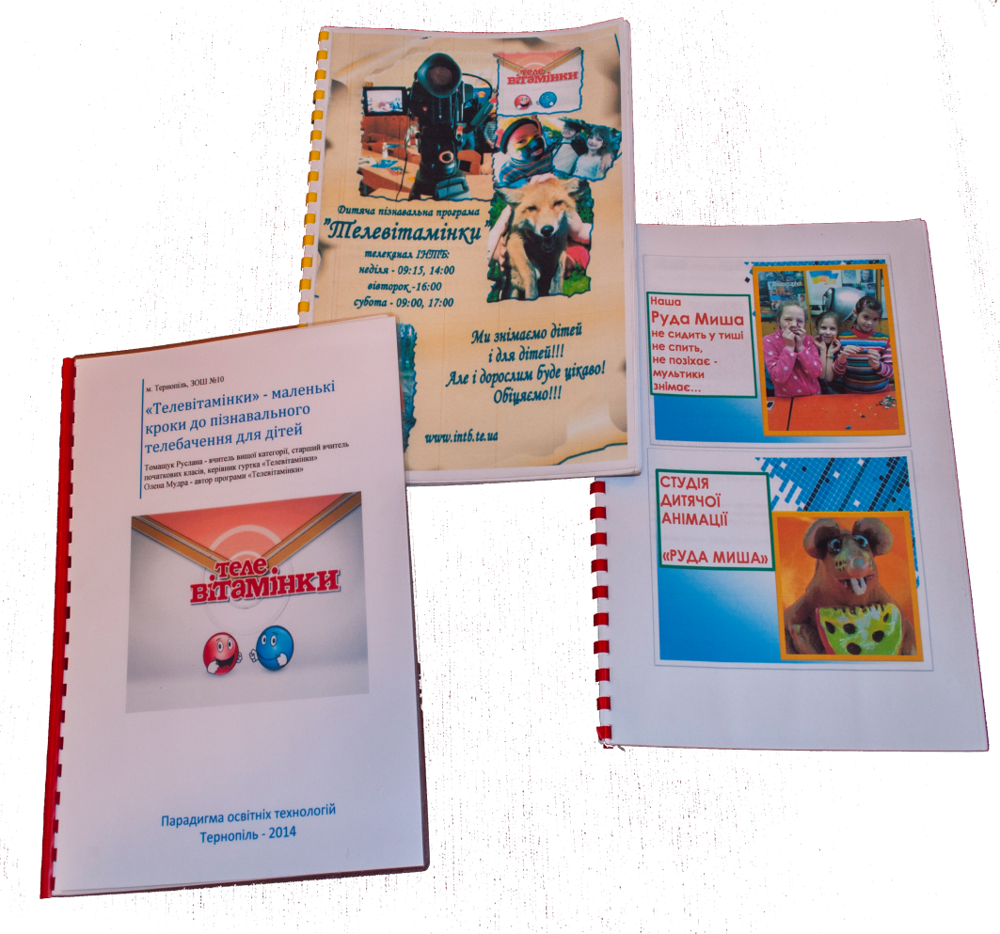 теле
вітамінки
Дитяча пізнавальна програма
"Телевітамінки"
телеканал ІНТБ:
неділя - 09:15, 14:00
вівторок -16:00
субота - 09:00, 17:00
Ми знімаємо дітей
і для дітей!!!
Але і дорослим буде цікаво!
Обіцяємо!!!
www.intb.te.ua
м. Тернопіль, ЗОШ №10
«Телевітамінки» - маленькі
кроки до пізнавального
телебачення для дітей
Томащук Руслана - вчитель вищої категорії, старший вчитель
початкових класів, керівник гуртка «Телевітамінки»
Олена Мудра - автор програми «Телевітамінки»
теле
вітамінки
Парадигма освітніх технологій
Тернопіль - 2014
Наша
Руда Миша
не сидить у тиші
не спить,
не позіхає -
мультики
знімає...
СТУДІЯ
ДИТЯЧОЇ
АНІМАЦІЇ
«РУДА МИША»